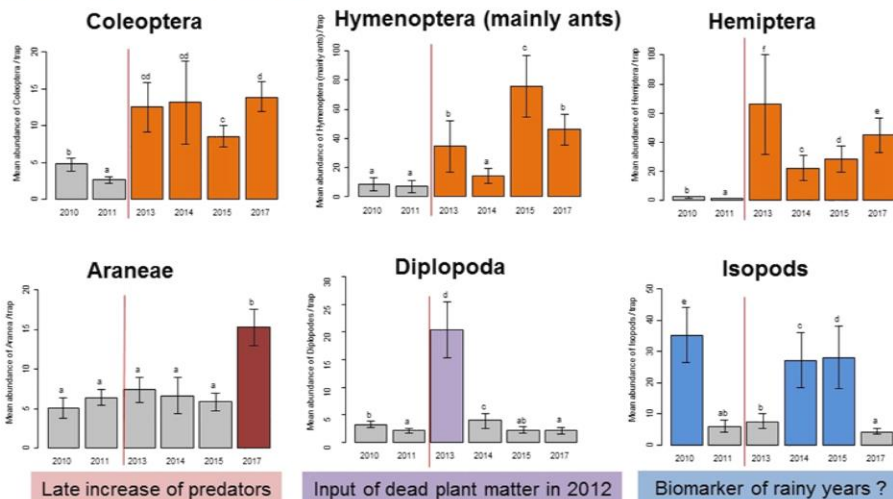 Coleoptera
Mean abundance of Coleoptera / trap
0
5
10
15
20
b
a
cd
cd
c
d
2010
2011
2013
2014
2015
2017
Hymenoptera (mainly ants)
Mean abundance of Hymenoptera (mainly ants) / trap
0
20
40
60
80
100
a
a
b
a
c
b
2010
2011
2013
2014
2015
2017
Hemiptera
Mean abundance of Hemiptera / trap
0
20
40
60
80
100
b
a
f
c
d
e
2010
2011
2013
2014
2015
2017
Araneae
Mean abundance of Aranea / trap
0
5
10
15
20
a
a
a
a
a
b
2010
2011
2013
2014
2015
2017
Late increase of predators
Diplopoda
Mean abundance of Diplopodes / trap
0
5
10
15
20
b
a
d
c
ab
a
2010
2011
2013
2014
2015
2017
Input of dead plant matter in 2012
Isopods
Mean abundance of Isopods / trap
0
10
20
30
40
50
e
ab
b
c
d
a
2010
2011
2013
2014
2015
2017
Biomarker of rainy years ?